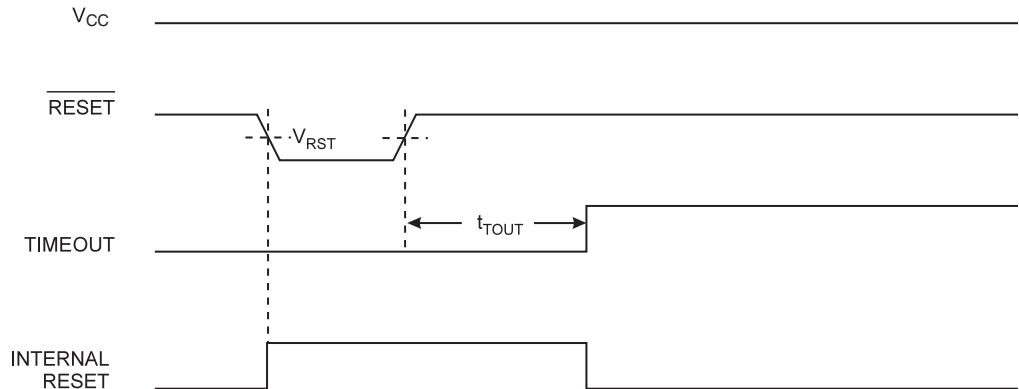 VCC
RESET
VRST
tTOUT
TIMEOUT
INTERNAL
RESET